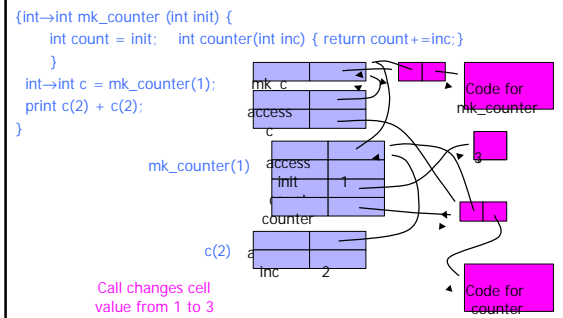 {int→int mk_counter (int init) {
int count = init; int counter(int inc) { return count+=inc;}
}
int→int c = mk_counter(1);
print c(2) + c(2);
}
mk_c
Code for
mk_counter
access
c
3
mk_counter(1)
access
init 1
counter
c(2)
inc 2
Code for
counter
Call changes cell
value from 1 to 3